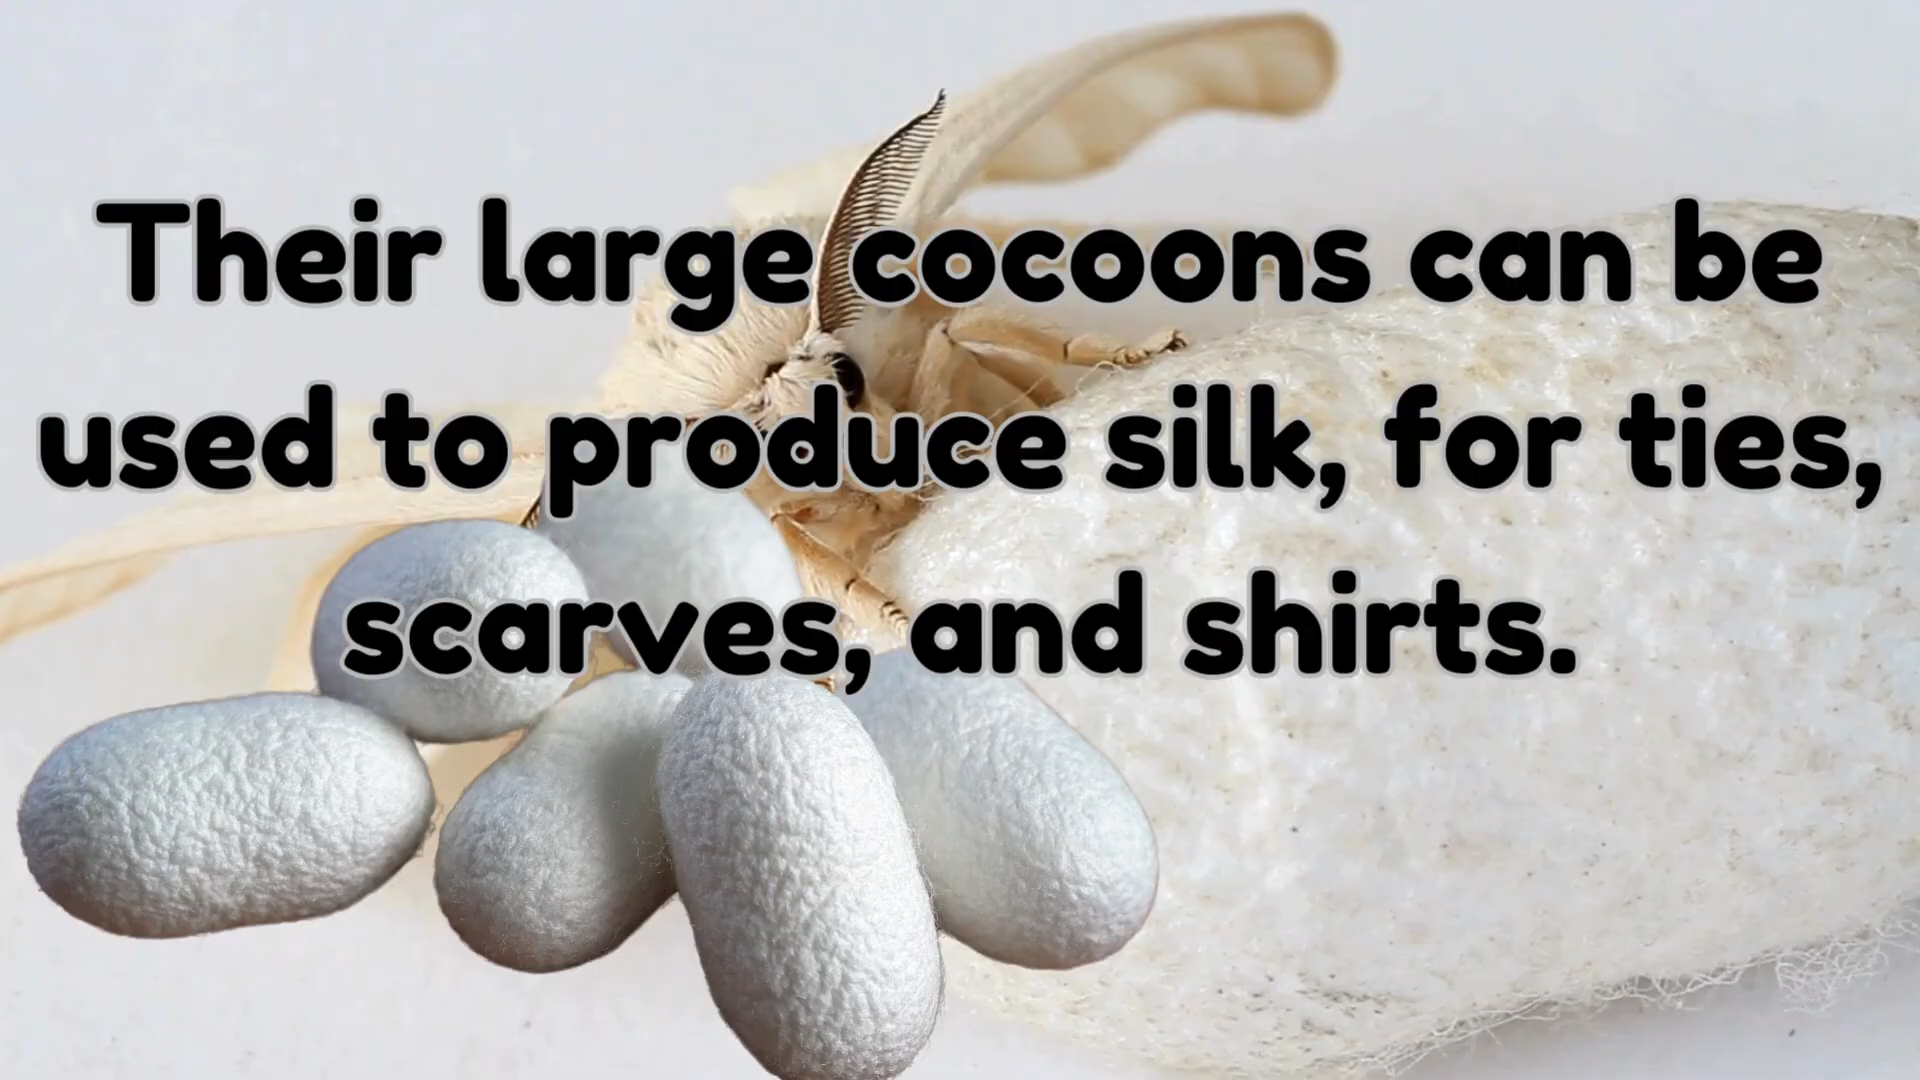 Their large cocoons can be
used to produce silk, for ties,
scarves, and shirts.